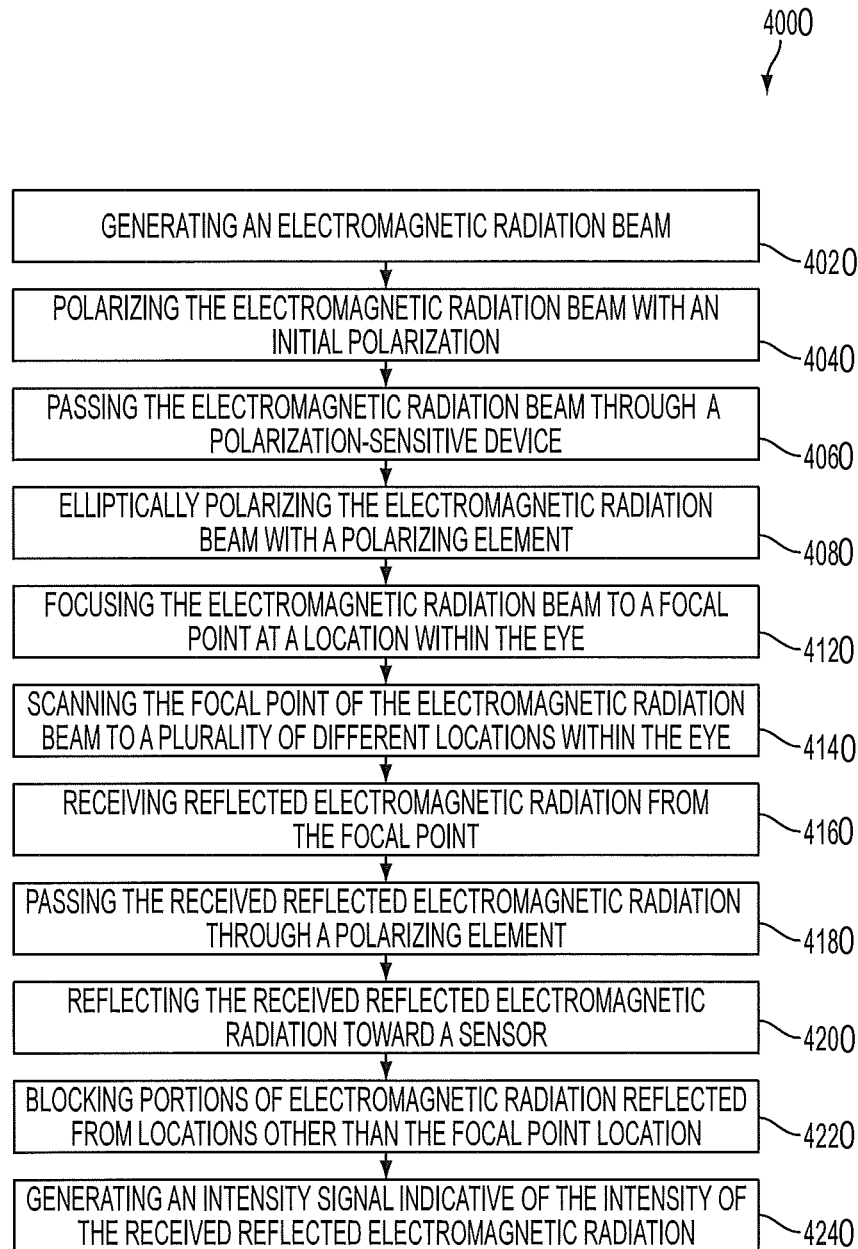 4000
GENERATING AN ELECTROMAGNETIC RADIATION BEAM
4020
POLARIZING THE ELECTROMAGNETIC RADIATION BEAM WITH AN
INITIAL POLARIZATION
4040
PASSING THE ELECTROMAGNETIC RADIATION BEAM THROUGH A
POLARIZATION-SENSITIVE DEVICE
4060
ELLIPTICALLY POLARIZING THE ELECTROMAGNETIC RADIATION
BEAM WITH A POLARIZING ELEMENT
4080
FOCUSING THE ELECTROMAGNETIC RADIATION BEAM TO A FOCAL
POINT AT A LOCATION WITHIN THE EYE
4120
SCANNING THE FOCAL POINT OF THE ELECTROMAGNETIC RADIATION
BEAM TO A PLURALITY OF DIFFERENT LOCATIONS WITHIN THE EYE
4140
RECEIVING REFLECTED ELECTROMAGNETIC RADIATION FROM
THE FOCAL POINT
4160
PASSING THE RECEIVED REFLECTED ELECTROMAGNETIC RADIATION
THROUGH A POLARIZING ELEMENT
4180
REFLECTING THE RECEIVED REFLECTED ELECTROMAGNETIC
RADIATION TOWARD A SENSOR
4200
BLOCKING PORTIONS OF ELECTROMAGNETIC RADIATION REFLECTED
FROM LOCATIONS OTHER THAN THE FOCAL POINT LOCATION
4220
GENERATING AN INTENSITY SIGNAL INDICATIVE OF THE INTENSITY OF
THE RECEIVED REFLECTED ELECTROMAGNETIC RADIATION
4240